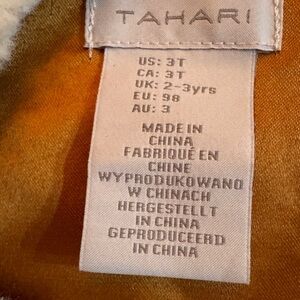 TAHARI
US: 3T
CA: 3T
UK: 2-3yrs
EU: 98
AU: 3
MADE IN
CHINA
FABRIQUÉ EN
CHINE
WYPRODUKOWANO
W CHINACH
HERGESTELLT
IN CHINA
GEPRODUCEERD
IN CHINA